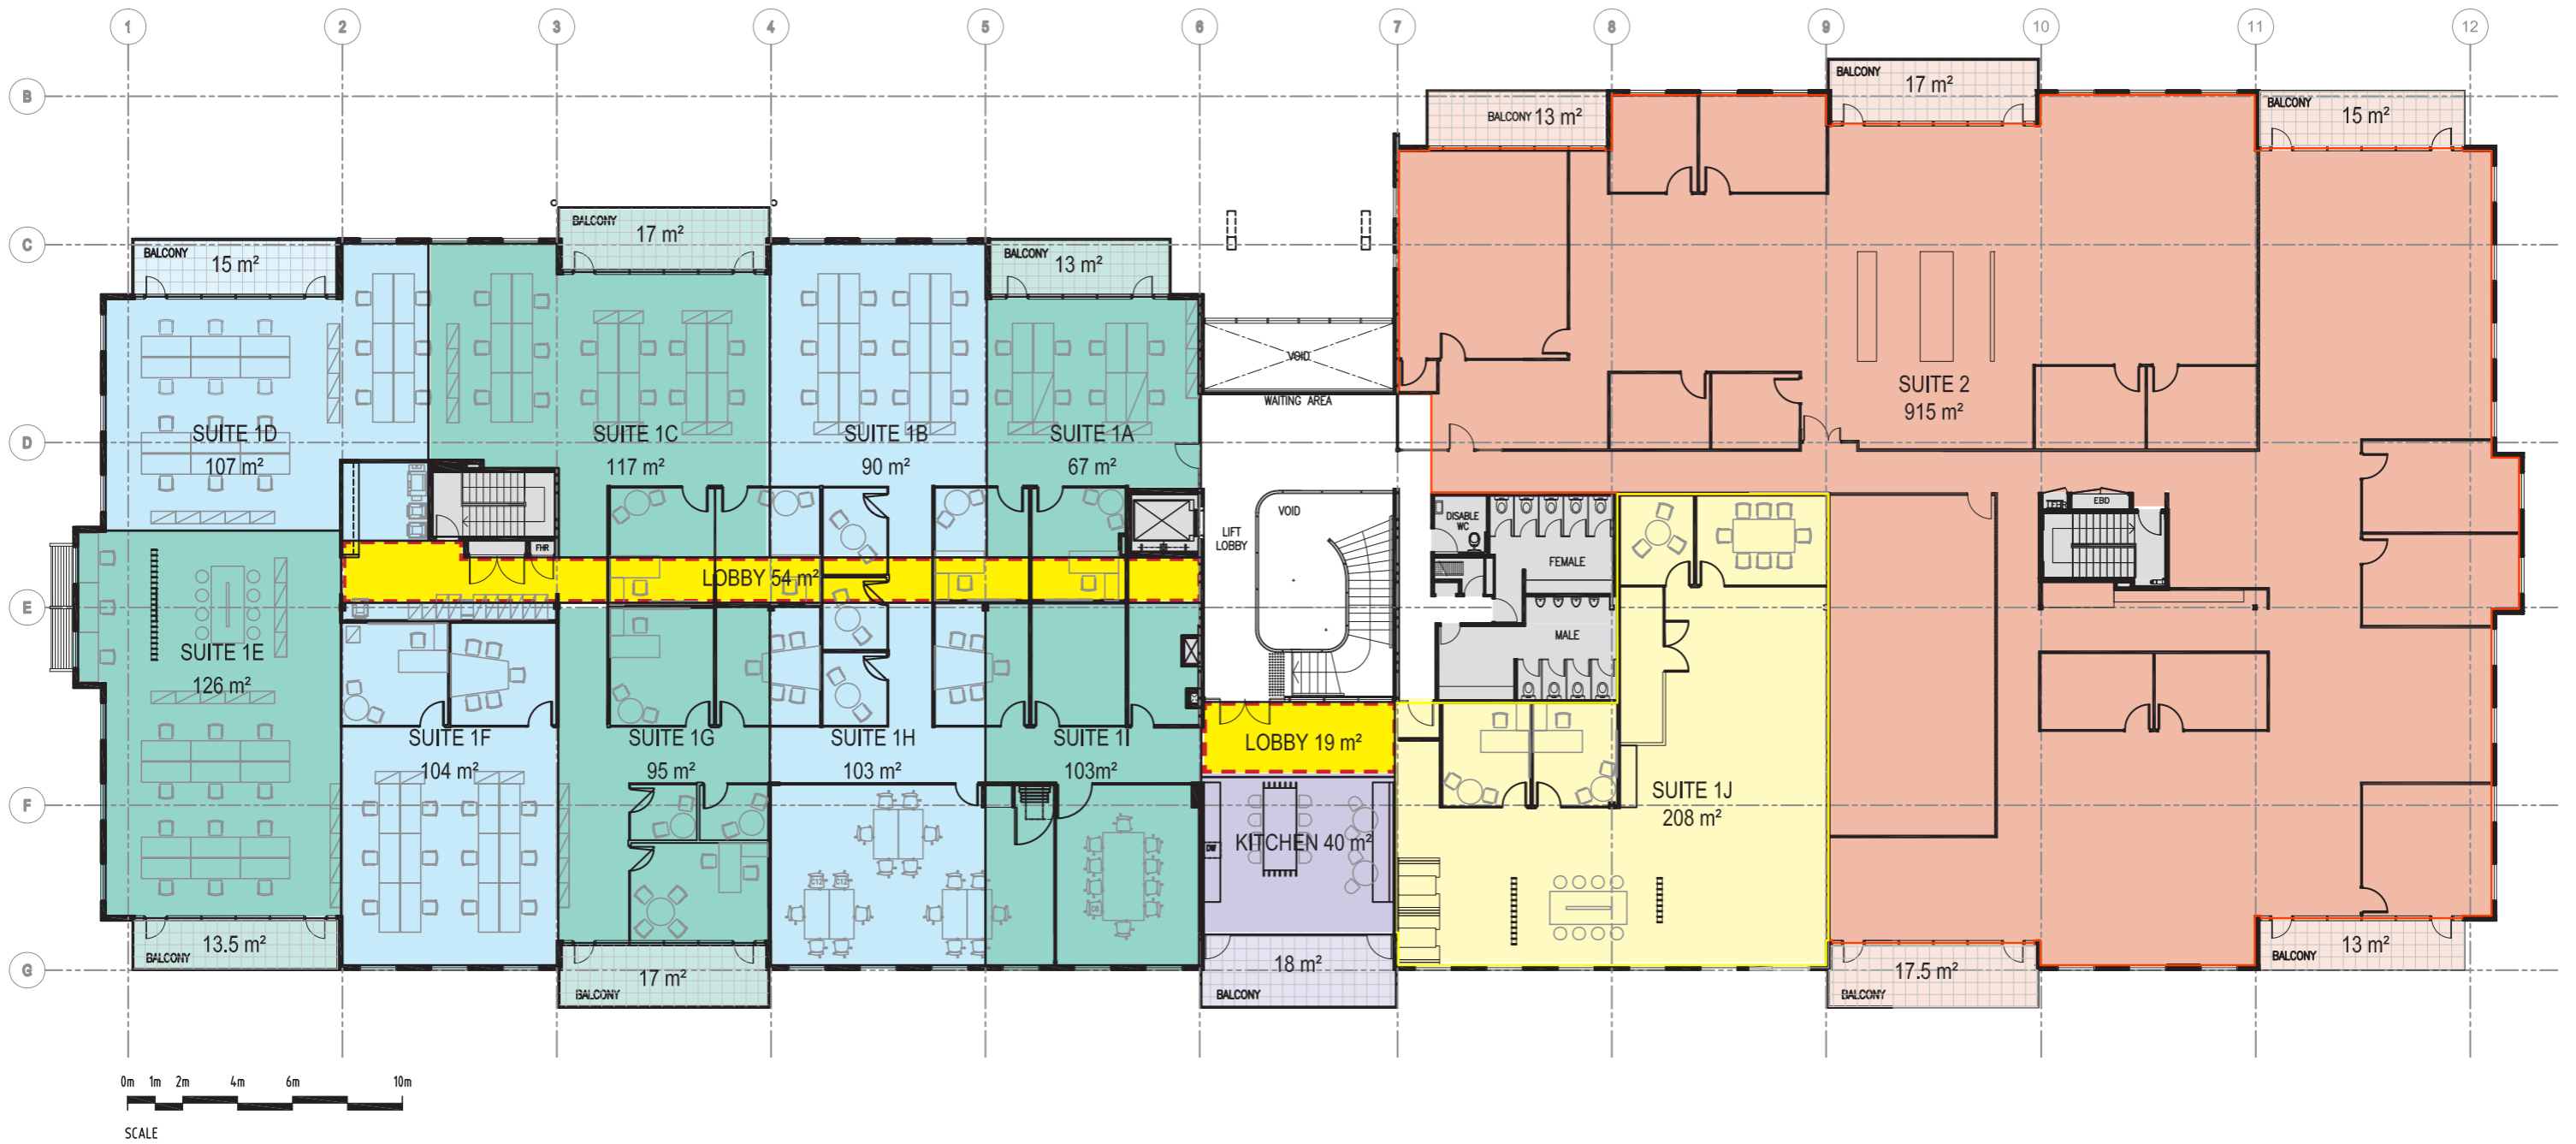 1 2 3 4 5 6 7 8 9 10 11 12
B
C
D
E
F
G
BALCONY
17 m²
BALCONY 13 m²
BALCONY
15 m²
BALCONY
17 m²
BALCONY
15 m²
BALCONY
13 m²
VOID
WAITING AREA
SUITE 2
915 m²
SUITE 1D
107 m²
SUITE 1C
117 m²
SUITE 1B
90 m²
SUITE 1A
67 m²
VOID
LIFT
LOBBY
DISABLE
WC
FEMALE
MALE
EBD
FHR
LOBBY 54 m²
SUITE 1E
126 m²
SUITE 1F
104 m²
SUITE 1G
95 m²
SUITE 1H
103 m²
SUITE 1I
103m²
LOBBY 19 m²
SUITE 1J
208 m²
DW
KITCHEN 40 m²
C12 C12
C6
13.5 m²
BALCONY
17 m²
BALCONY
18 m²
BALCONY
17.5 m²
BALCONY
13 m²
BALCONY
0m 1m 2m 4m 6m 10m
SCALE